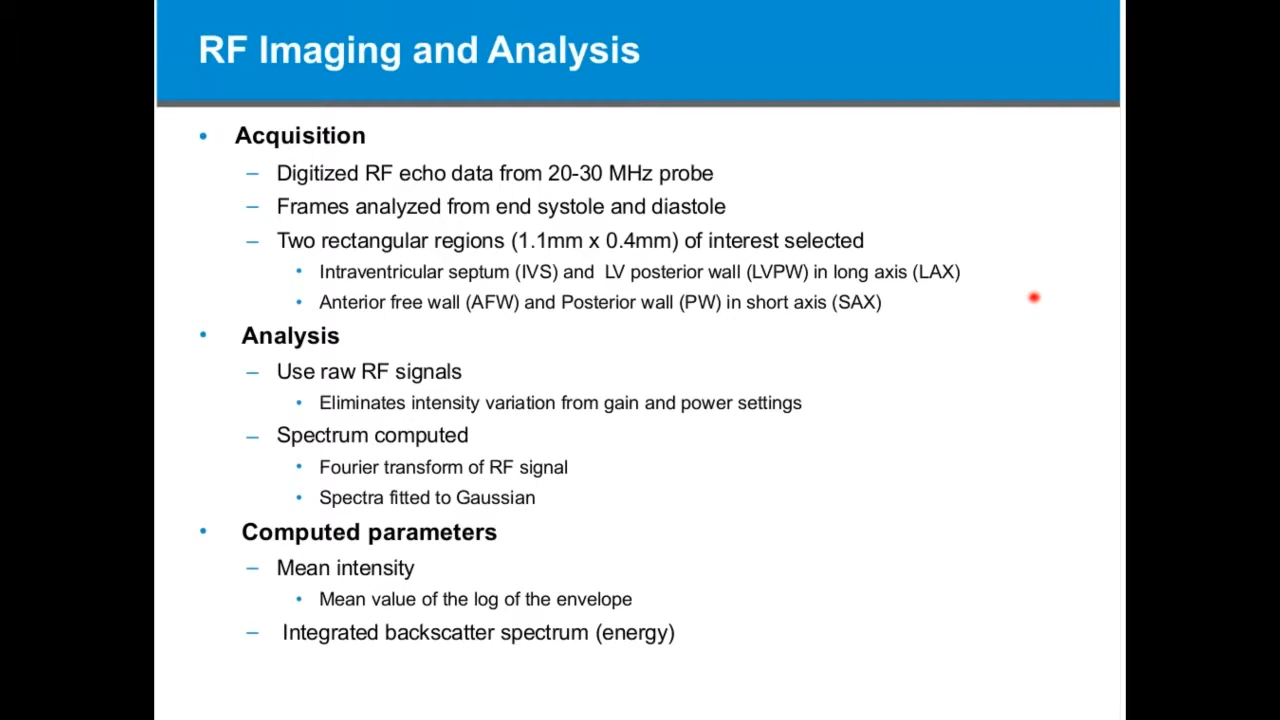 RF Imaging and Analysis
• Acquisition
– Digitized RF echo data from 20-30 MHz probe
– Frames analyzed from end systole and diastole
– Two rectangular regions (1.1mm x 0.4mm) of interest selected
• Intraventricular septum (IVS) and LV posterior wall (LVPW) in long axis (LAX)
• Anterior free wall (AFW) and Posterior wall (PW) in short axis (SAX)
• Analysis
– Use raw RF signals
• Eliminates intensity variation from gain and power settings
– Spectrum computed
• Fourier transform of RF signal
• Spectra fitted to Gaussian
• Computed parameters
– Mean intensity
• Mean value of the log of the envelope
– Integrated backscatter spectrum (energy)